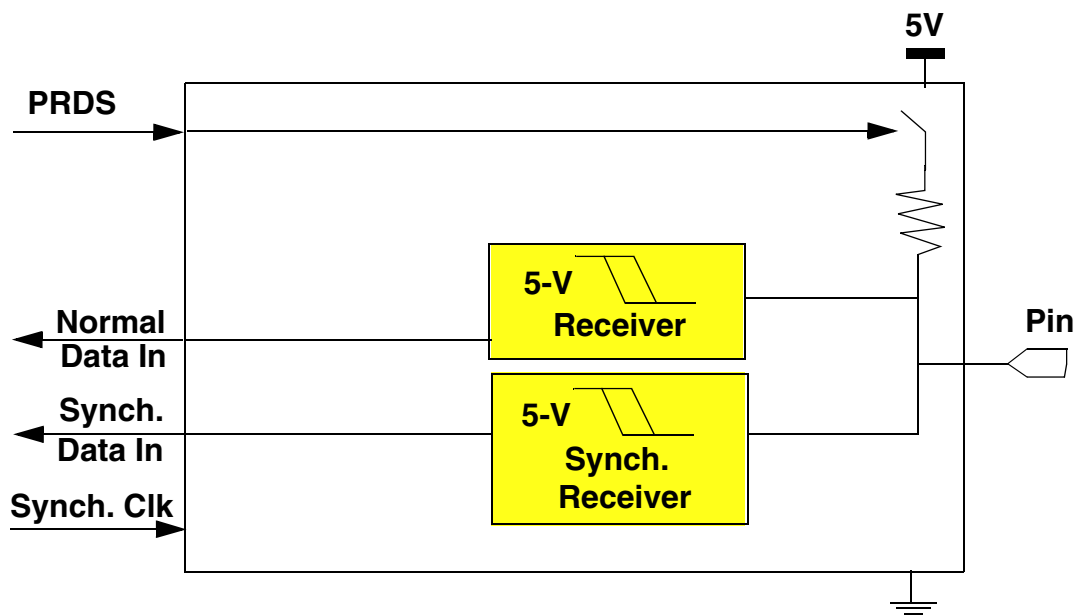 5V
PRDS
5-V
Receiver
Normal
Data In
Pin
5-V
Synch.
Receiver
Synch.
Data In
Synch. Clk